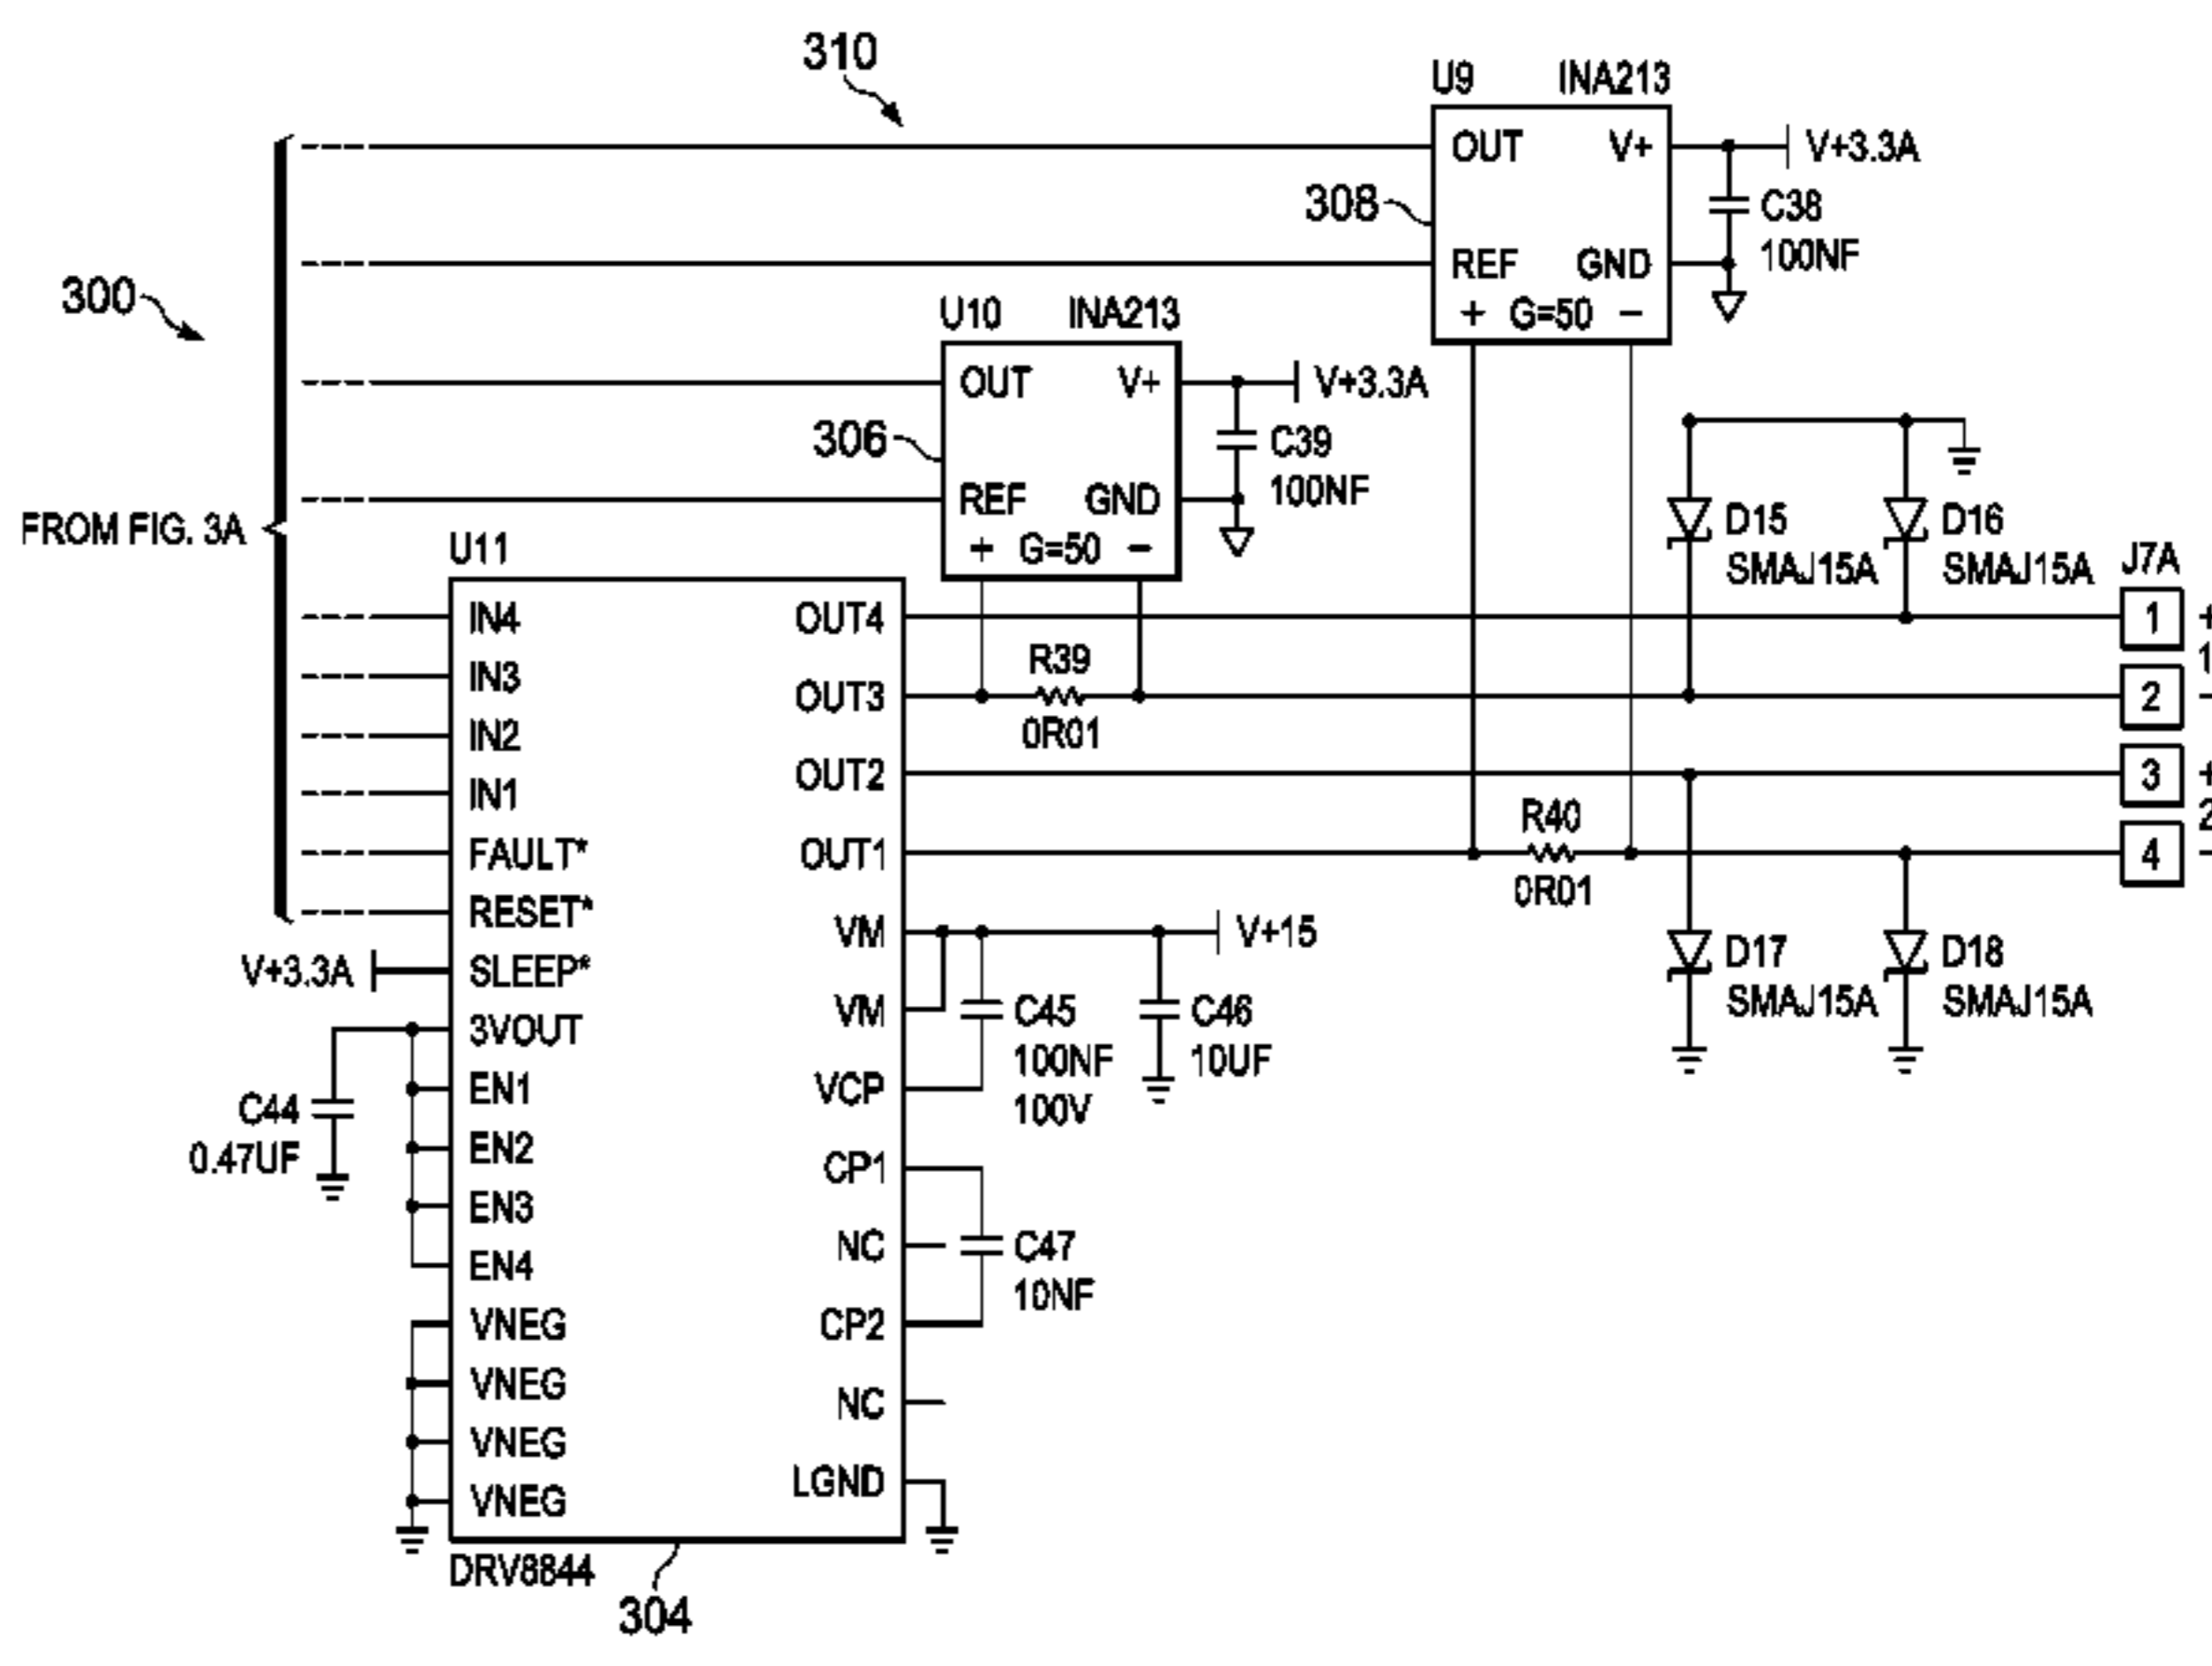 310
U9 INA213
OUT V+ V+3.3A
308
C38
100NF
REF GND
+ G=50 −
300
U10 INA213
OUT V+ V+3.3A
306
C39
100NF
REF GND
+ G=50 −
FROM FIG. 3A
D15
SMAJ15A
D16
SMAJ15A
J7A
U11
IN4
IN3
IN2
IN1
FAULT*
RESET*
V+3.3A SLEEP*
3VOUT
EN1
EN2
EN3
EN4
VNEG
VNEG
VNEG
VNEG
C44
0.47UF
OUT4
OUT3
OUT2
OUT1
VM
VM
VCP
CP1
NC
CP2
NC
LGND
R39
0R01
R40
0R01
1 +
1
2 −
3 +
2
4 −
V+15
C45
100NF
100V
C46
10UF
C47
10NF
D17
SMAJ15A
D18
SMAJ15A
DRV8844
304